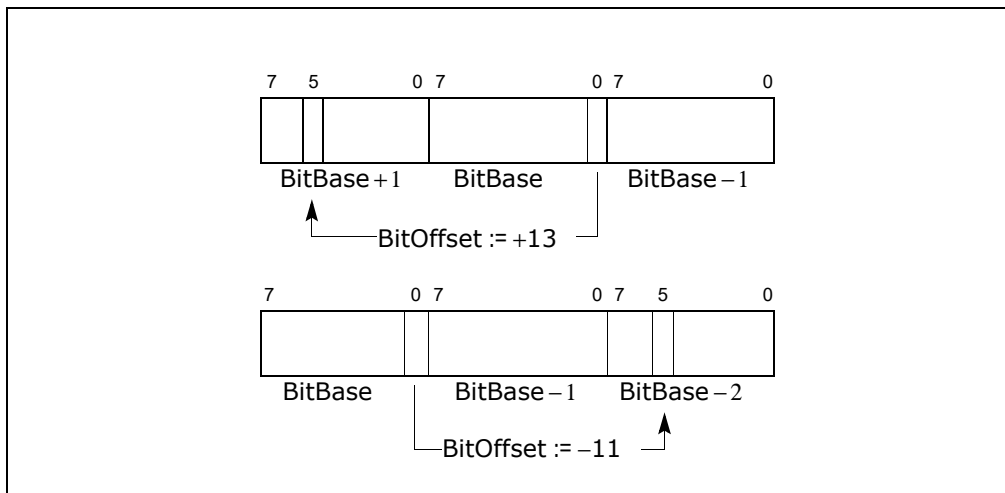 7 5 0 7 0 7 0
BitBase +1 BitBase BitBase −1
BitOffset := +13
7 0 7 0 7 5 0
BitBase BitBase −1 BitBase −2
BitOffset := −11